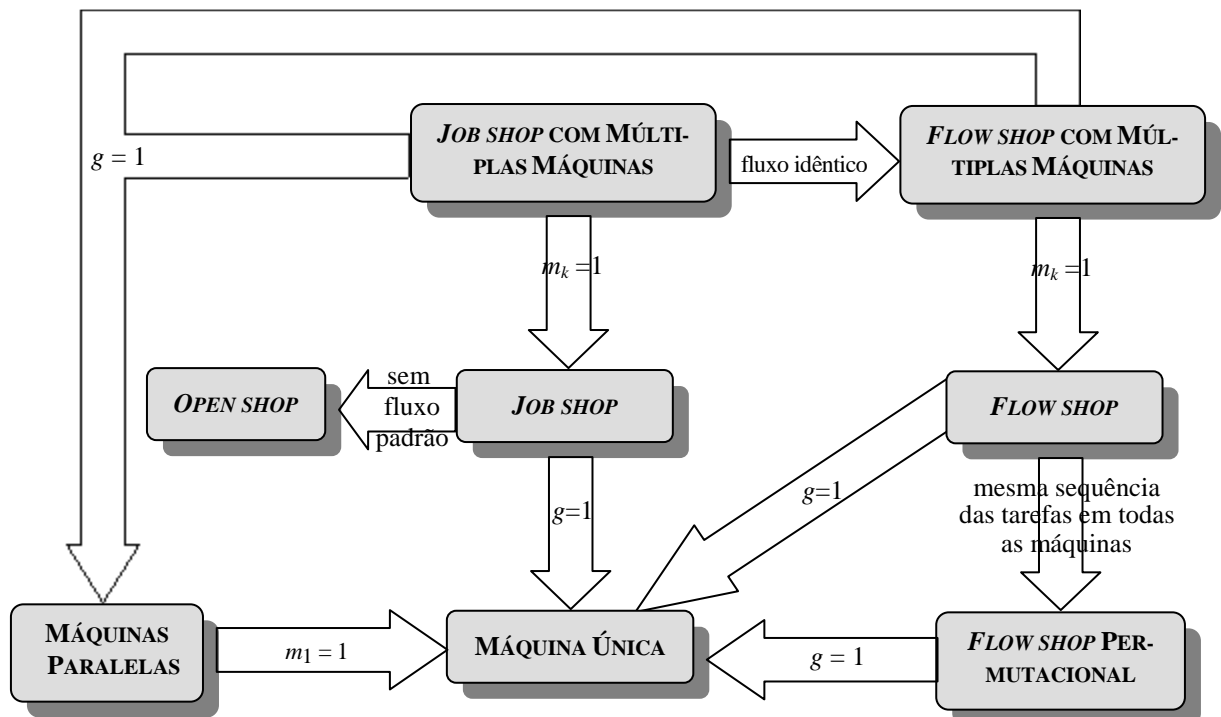 JOB SHOP COM MÚLTI-
PLAS MÁQUINAS
FLOW SHOP COM MÚL-
TIPLAS MÁQUINAS
g = 1
fluxo idêntico
mk =1
mk =1
OPEN SHOP
sem
fluxo
padrão
JOB SHOP
FLOW SHOP
g=1
g=1
mesma sequência
das tarefas em todas
as máquinas
MÁQUINAS
PARALELAS
m1 = 1
MÁQUINA ÚNICA
g = 1
FLOW SHOP PER-
MUTACIONAL